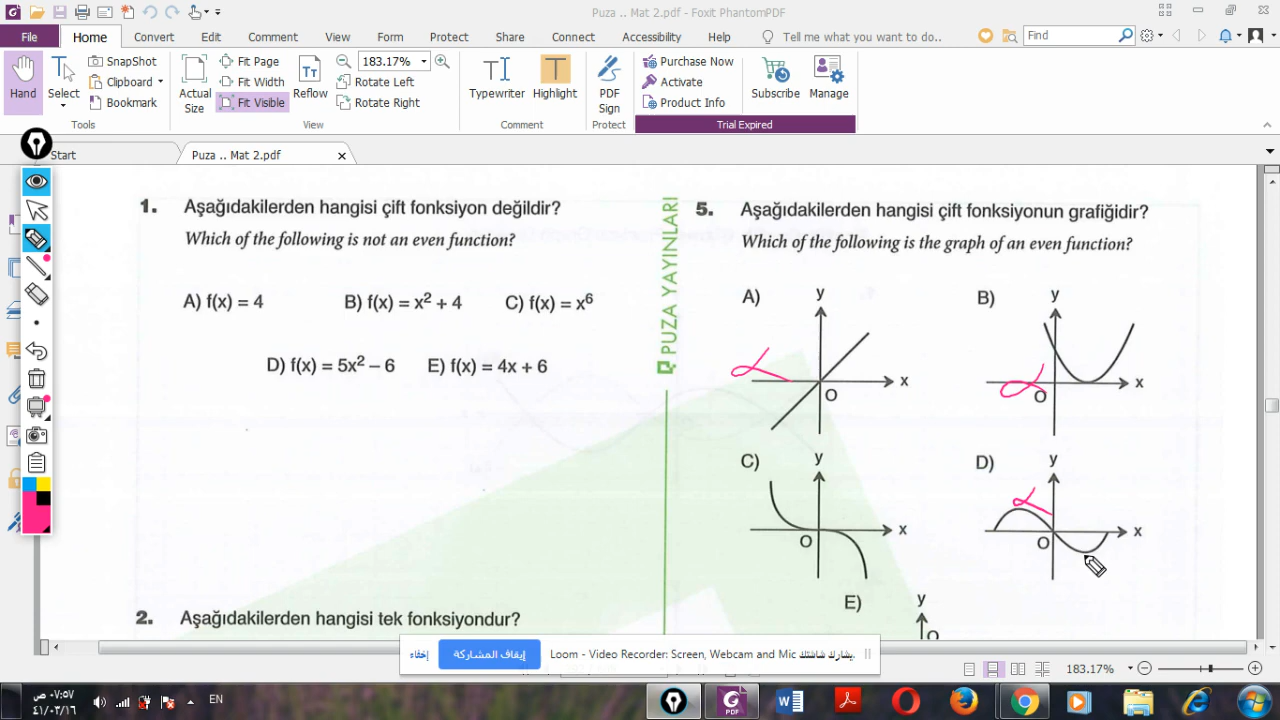 Puza .. Mat 2.pdf - Foxit PhantomPDF
File Home Convert Edit Comment View Form Protect Share Connect Accessibility Help Tell me what you want to do.. Find
Hand
Select
SnapShot
Clipboard
Bookmark
Tools
Actual Size
Fit Page
Fit Width
Fit Visible
Reflow
183.17%
Rotate Left
Rotate Right
View
Typewriter
Highlight
Comment
PDF Sign
Protect
Purchase Now
Activate
Product Info
Subscribe
Manage
Trial Expired
Start
Puza .. Mat 2.pdf
1. Aşağıdakilerden hangisi çift fonksiyon değildir?
Which of the following is not an even function?
A) f(x) = 4 B) f(x) = x² + 4 C) f(x) = x⁶
D) f(x) = 5x² – 6 E) f(x) = 4x + 6
2. Aşağıdakilerden hangisi tek fonksiyondur?
PUZA YAYINLARI
5. Aşağıdakilerden hangisi çift fonksiyonun grafiğidir?
Which of the following is the graph of an even function?
A) y x O
B) y x O
C) y x O
D) y x O
E) y O
إخفاء
إيقاف المشاركة
Loom - Video Recorder: Screen, Webcam and Mic يشارك شاشتك.
183.17%
٠٧:٥٧ ص
٤١/٠٣/١٦
EN
PDF